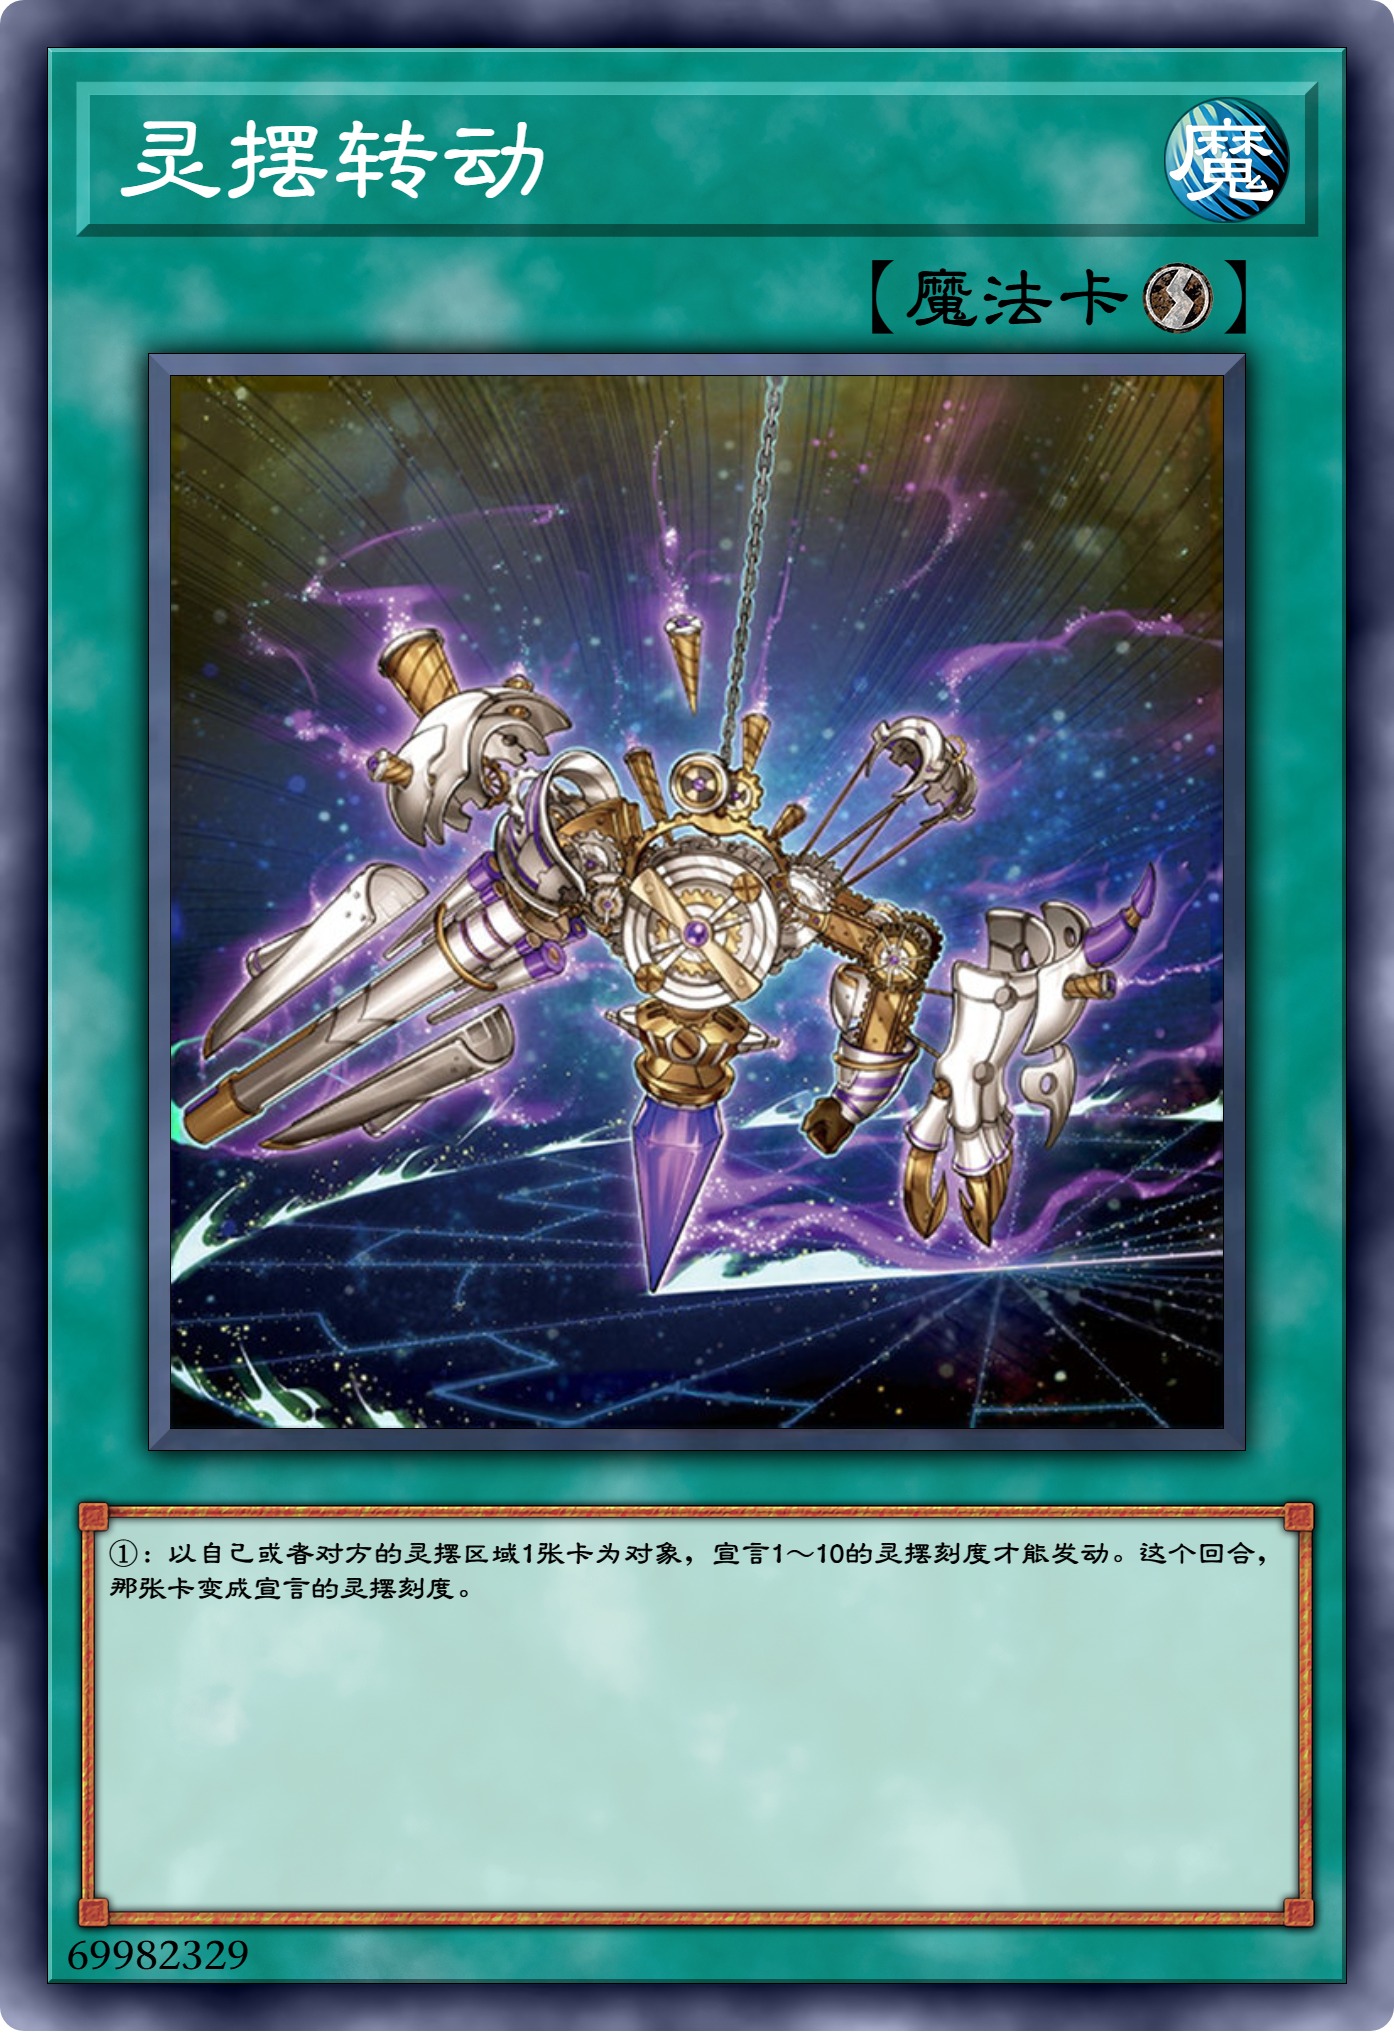 灵摆转动
魔
【魔法卡】
①：以自己或者对方的灵摆区域1张卡为对象，宣言1～10的灵摆刻度才能发动。这个回合，
那张卡变成宣言的灵摆刻度。
69982329